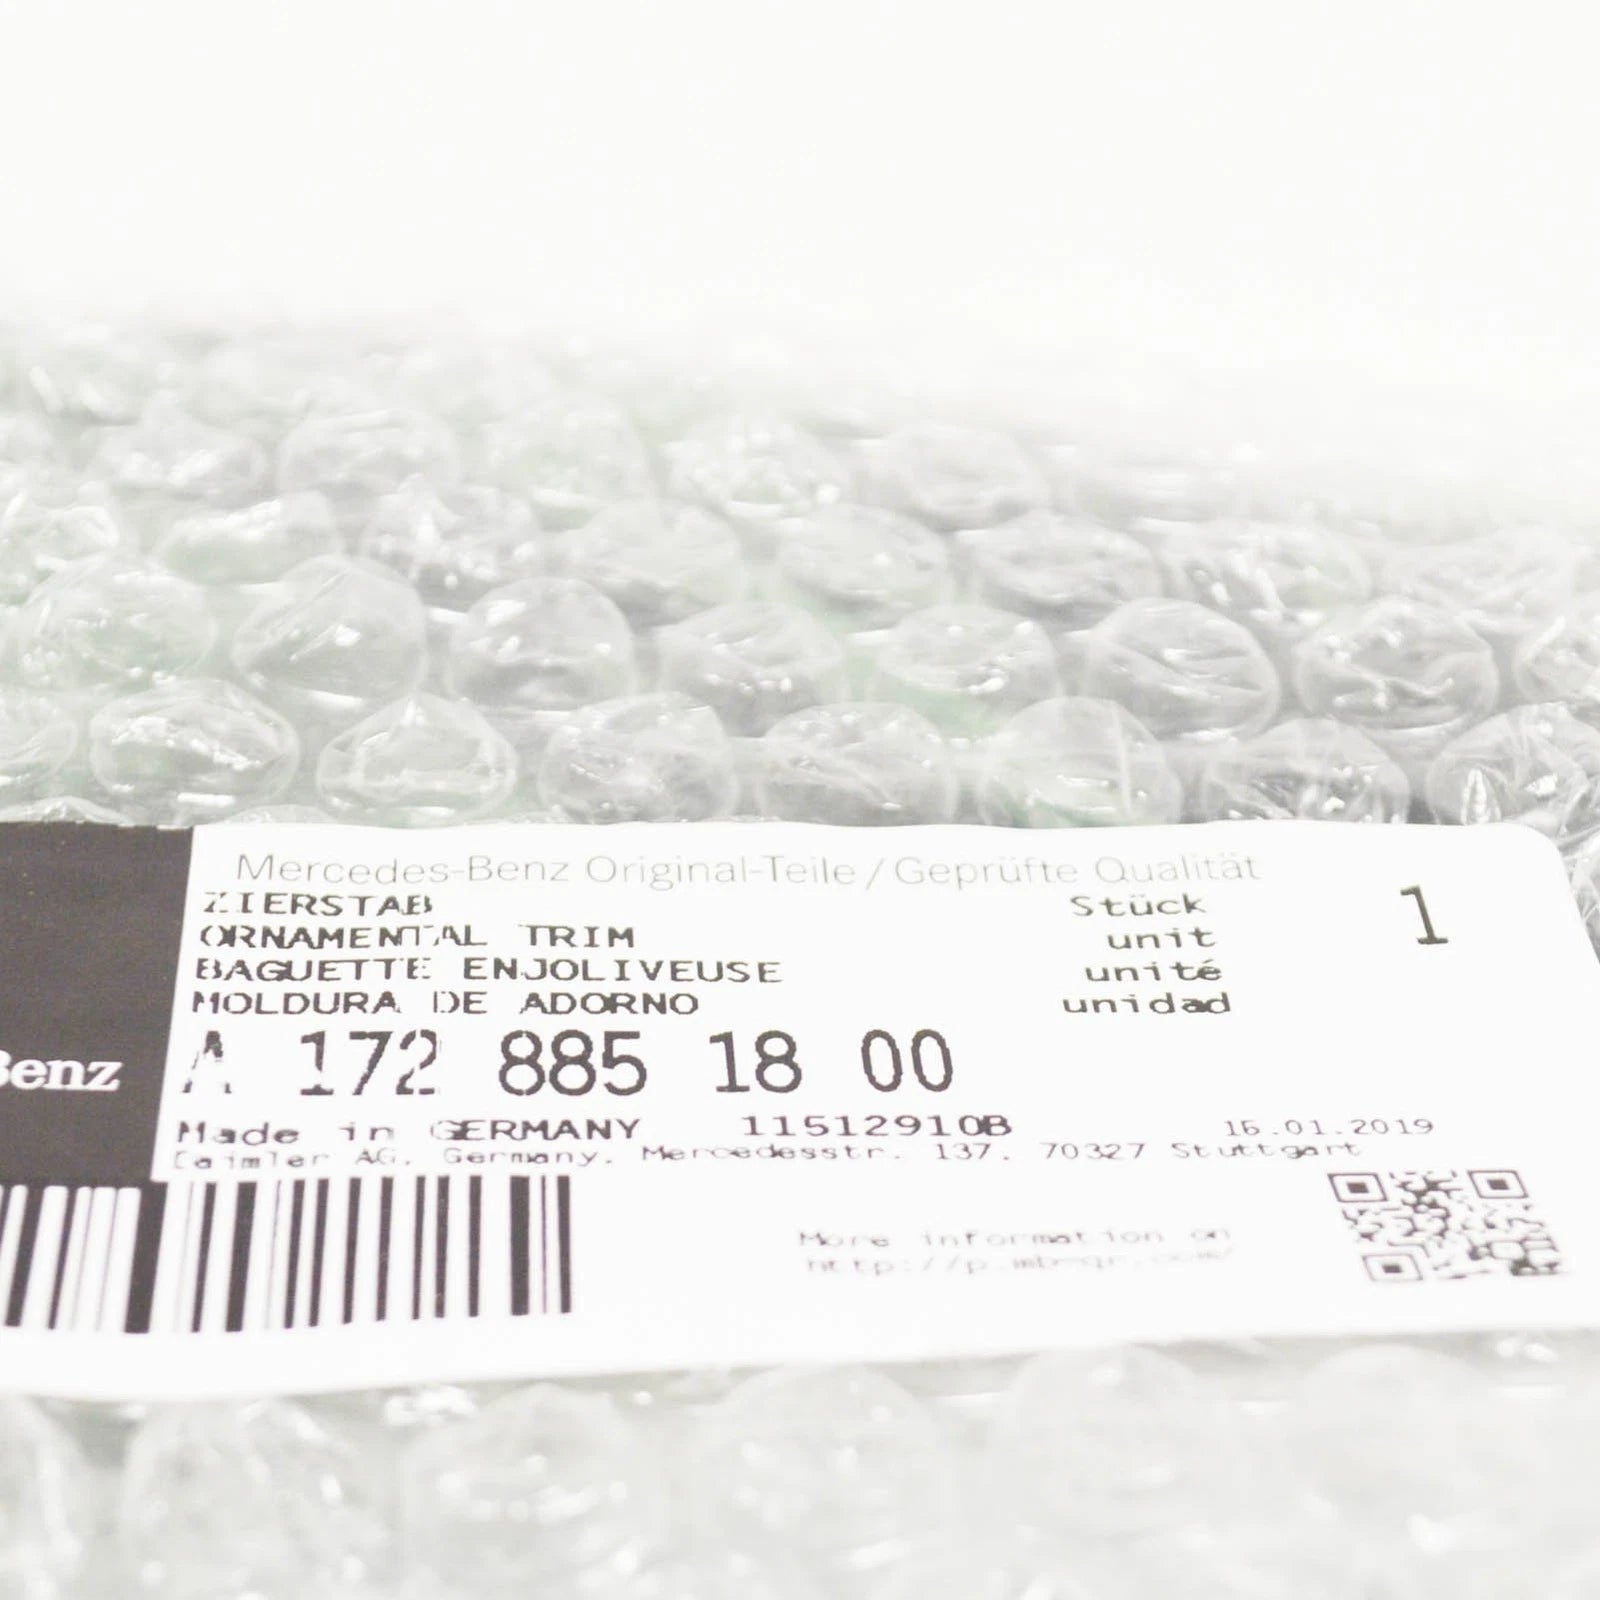 Mercedes-Benz Original-Teile / Geprüfte Qualität
ZIERSTAB Stück 1
ORNAMENTAL TRIM unit
BAGUETTE ENJOLIVEUSE unité
MOLDURA DE ADORNO unidad
A 172 885 18 00
Benz
Made in GERMANY 11512910B 16.01.2019
Daimler AG, Germany, Mercedesstr. 137, 70327 Stuttgart
More information on
http://p.mb-qr.com/